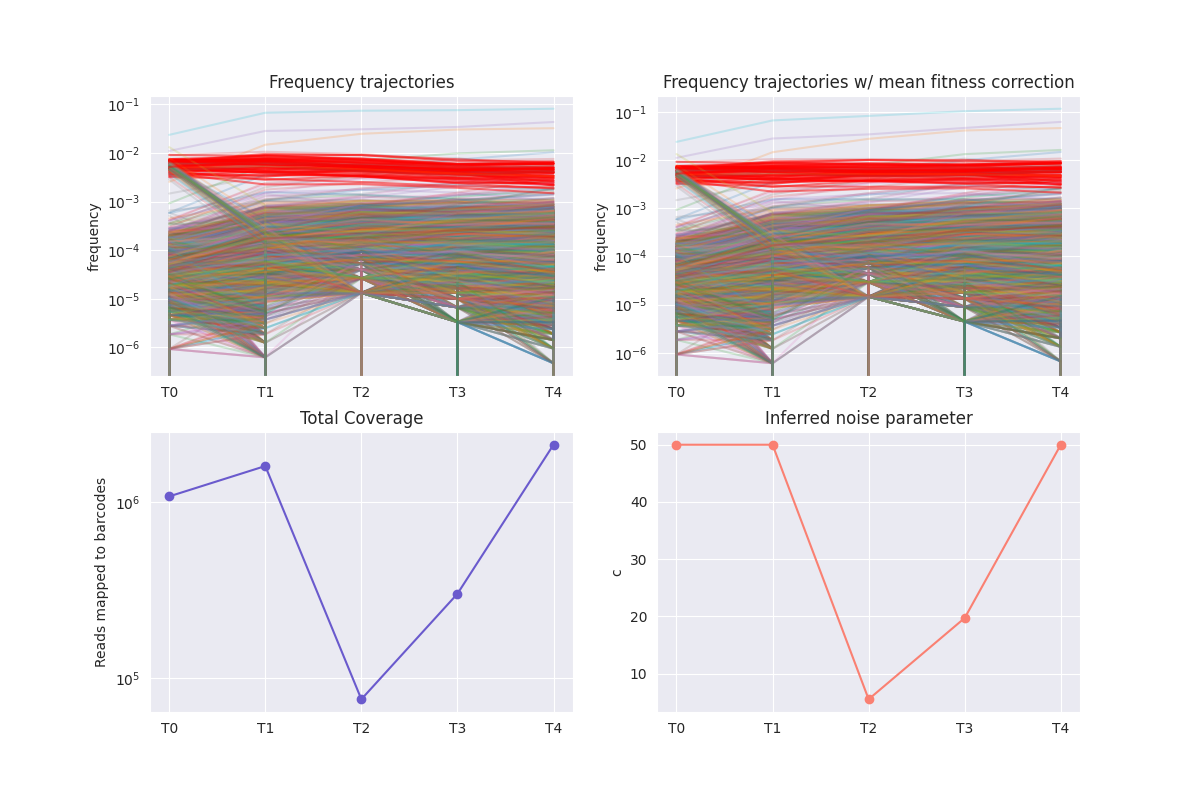 Frequency trajectories
10⁻¹
10⁻²
10⁻³
10⁻⁴
10⁻⁵
10⁻⁶
frequency
T0 T1 T2 T3 T4
Frequency trajectories w/ mean fitness correction
10⁻¹
10⁻²
10⁻³
10⁻⁴
10⁻⁵
10⁻⁶
frequency
T0 T1 T2 T3 T4
Total Coverage
10⁶
10⁵
Reads mapped to barcodes
T0 T1 T2 T3 T4
Inferred noise parameter
50
40
30
20
10
c
T0 T1 T2 T3 T4